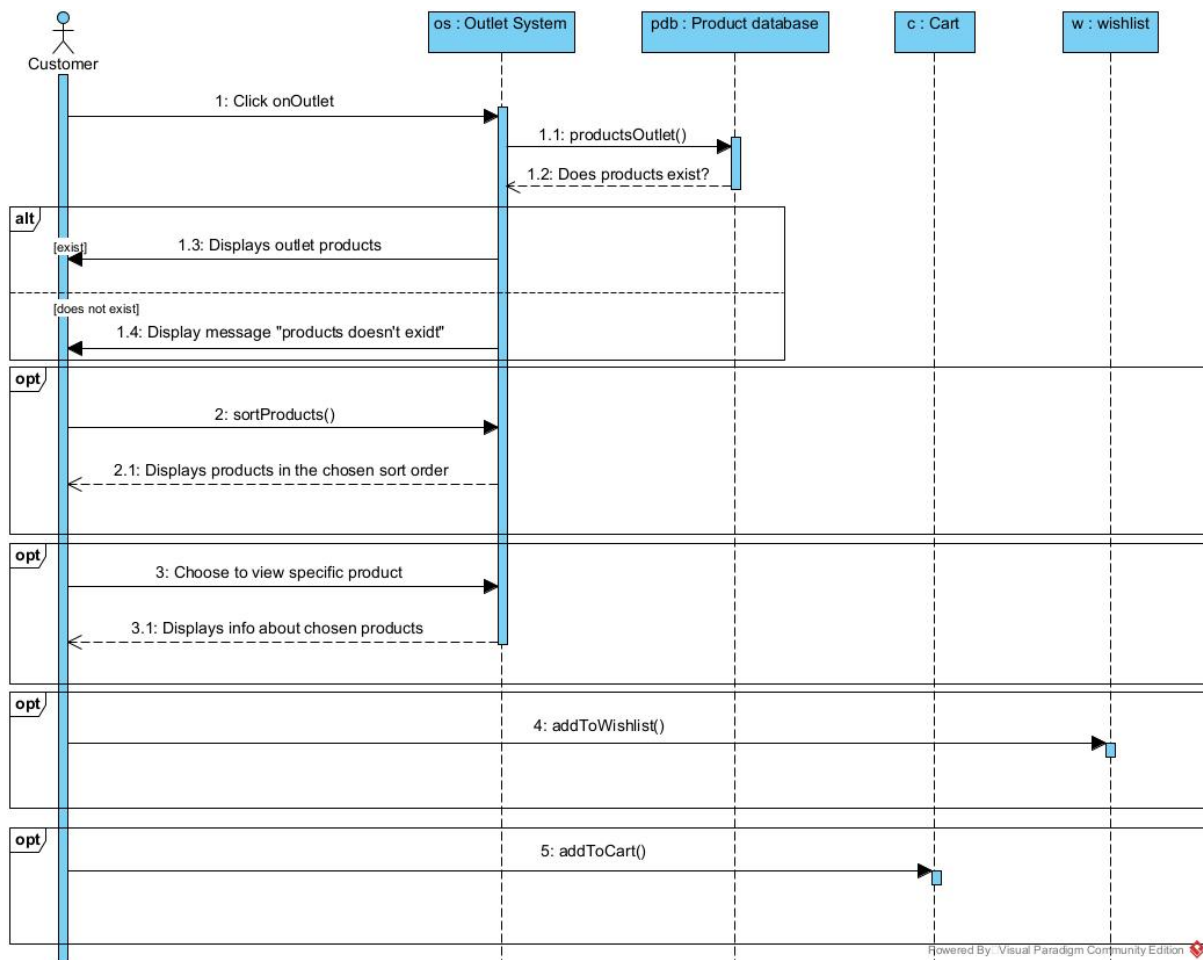 os : Outlet System
pdb : Product database
c : Cart
w : wishlist
Customer
1: Click onOutlet
1.1: productsOutlet()
1.2: Does products exist?
alt
[exist]
1.3: Displays outlet products
[does not exist]
1.4: Display message "products doesn't exidt"
opt
2: sortProducts()
2.1: Displays products in the chosen sort order
opt
3: Choose to view specific product
3.1: Displays info about chosen products
opt
4: addToWishlist()
opt
5: addToCart()
Powered By: Visual Paradigm Community Edition